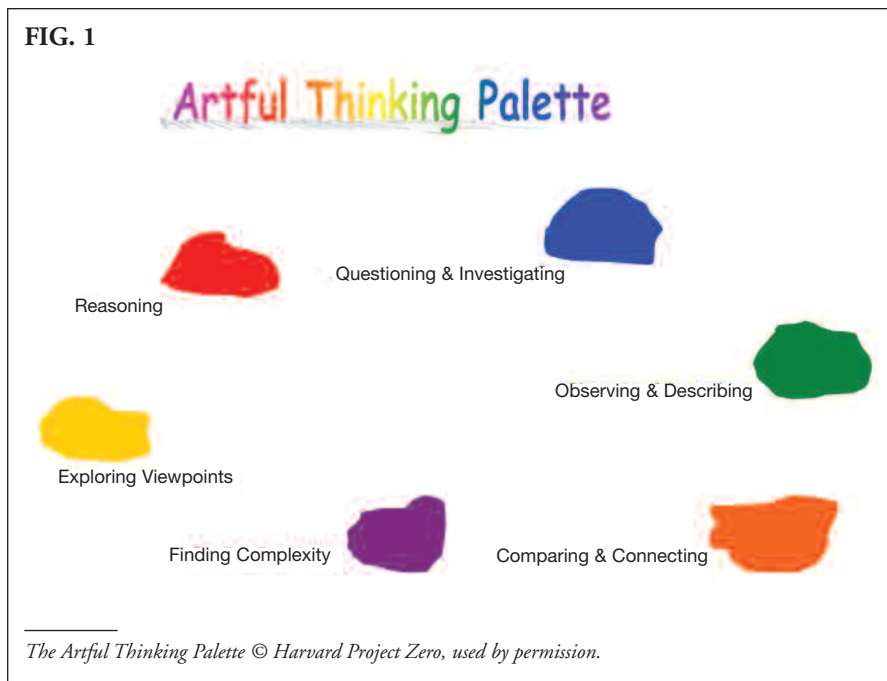 FIG. 1
Artful Thinking Palette
Questioning & Investigating
Reasoning
Observing & Describing
Exploring Viewpoints
Finding Complexity
Comparing & Connecting
The Artful Thinking Palette © Harvard Project Zero, used by permission.